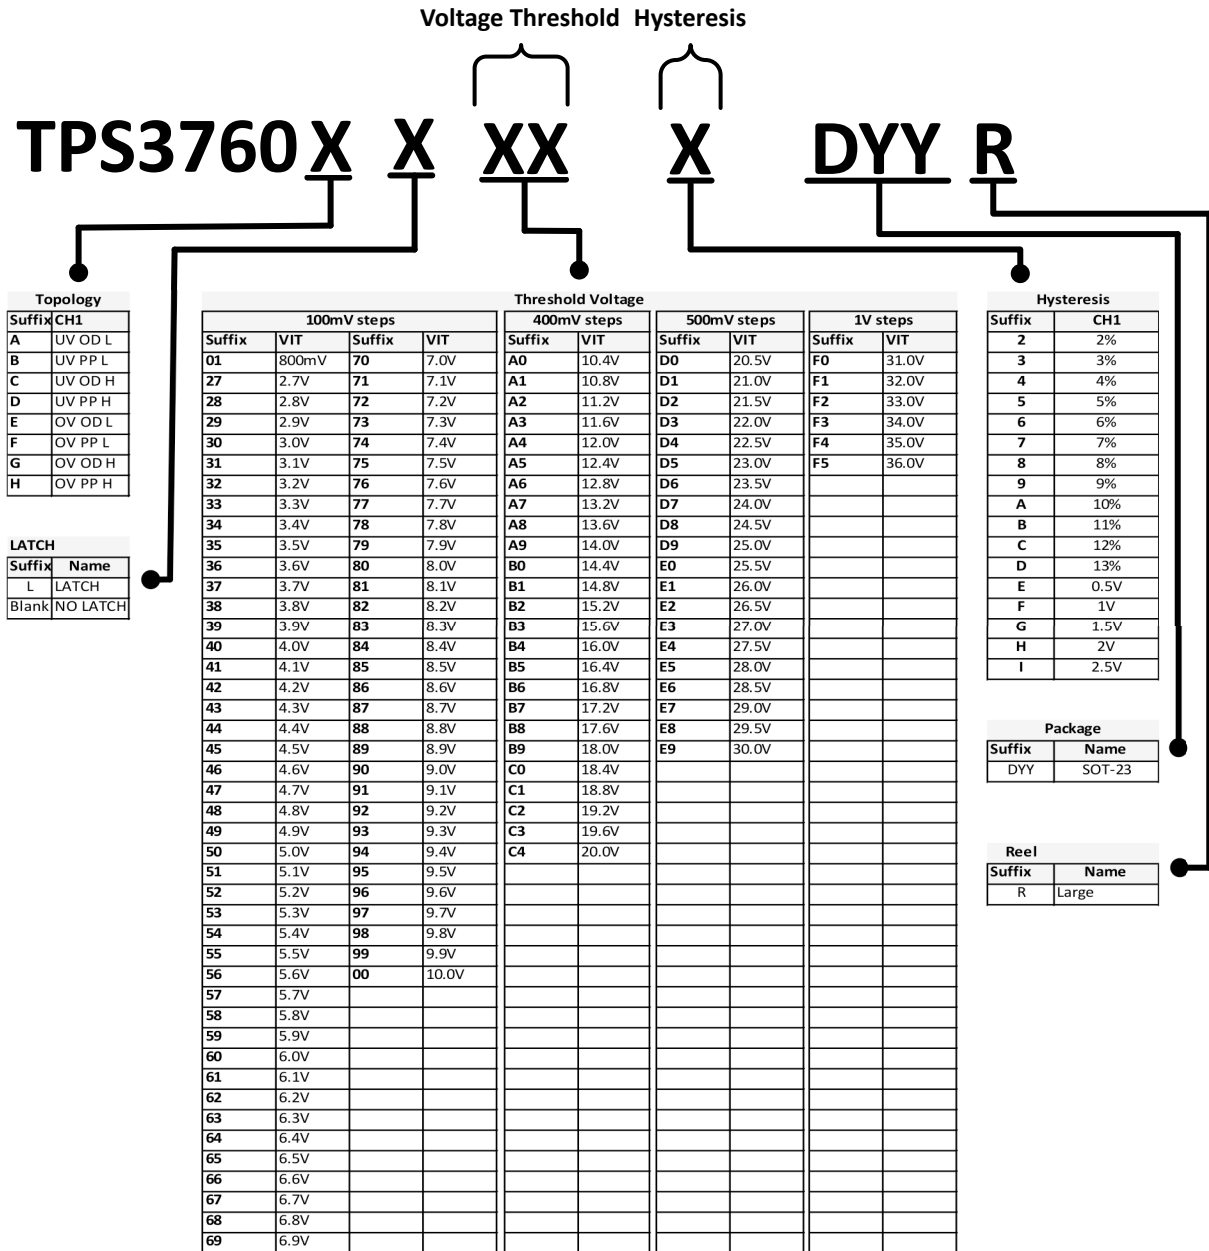 Voltage Threshold Hysteresis
TPS3760 X X XX X DYY R
Topology
Suffix CH1
A UV OD L
B UV PP L
C UV OD H
D UV PP H
E OV OD L
F OV PP L
G OV OD H
H OV PP H
LATCH
Suffix Name
L LATCH
Blank NO LATCH
Threshold Voltage
100mV steps 400mV steps 500mV steps 1V steps
Suffix VIT Suffix VIT Suffix VIT Suffix VIT Suffix VIT
01 800mV 70 7.0V A0 10.4V D0 20.5V F0 31.0V
27 2.7V 71 7.1V A1 10.8V D1 21.0V F1 32.0V
28 2.8V 72 7.2V A2 11.2V D2 21.5V F2 33.0V
29 2.9V 73 7.3V A3 11.6V D3 22.0V F3 34.0V
30 3.0V 74 7.4V A4 12.0V D4 22.5V F4 35.0V
31 3.1V 75 7.5V A5 12.4V D5 23.0V F5 36.0V
32 3.2V 76 7.6V A6 12.8V D6 23.5V
33 3.3V 77 7.7V A7 13.2V D7 24.0V
34 3.4V 78 7.8V A8 13.6V D8 24.5V
35 3.5V 79 7.9V A9 14.0V D9 25.0V
36 3.6V 80 8.0V B0 14.4V E0 25.5V
37 3.7V 81 8.1V B1 14.8V E1 26.0V
38 3.8V 82 8.2V B2 15.2V E2 26.5V
39 3.9V 83 8.3V B3 15.6V E3 27.0V
40 4.0V 84 8.4V B4 16.0V E4 27.5V
41 4.1V 85 8.5V B5 16.4V E5 28.0V
42 4.2V 86 8.6V B6 16.8V E6 28.5V
43 4.3V 87 8.7V B7 17.2V E7 29.0V
44 4.4V 88 8.8V B8 17.6V E8 29.5V
45 4.5V 89 8.9V B9 18.0V E9 30.0V
46 4.6V 90 9.0V C0 18.4V
47 4.7V 91 9.1V C1 18.8V
48 4.8V 92 9.2V C2 19.2V
49 4.9V 93 9.3V C3 19.6V
50 5.0V 94 9.4V C4 20.0V
51 5.1V 95 9.5V
52 5.2V 96 9.6V
53 5.3V 97 9.7V
54 5.4V 98 9.8V
55 5.5V 99 9.9V
56 5.6V 00 10.0V
57 5.7V
58 5.8V
59 5.9V
60 6.0V
61 6.1V
62 6.2V
63 6.3V
64 6.4V
65 6.5V
66 6.6V
67 6.7V
68 6.8V
69 6.9V
Hysteresis
Suffix CH1
2 2%
3 3%
4 4%
5 5%
6 6%
7 7%
8 8%
9 9%
A 10%
B 11%
C 12%
D 13%
E 0.5V
F 1V
G 1.5V
H 2V
I 2.5V
Package
Suffix Name
DYY SOT-23
Reel
Suffix Name
R Large